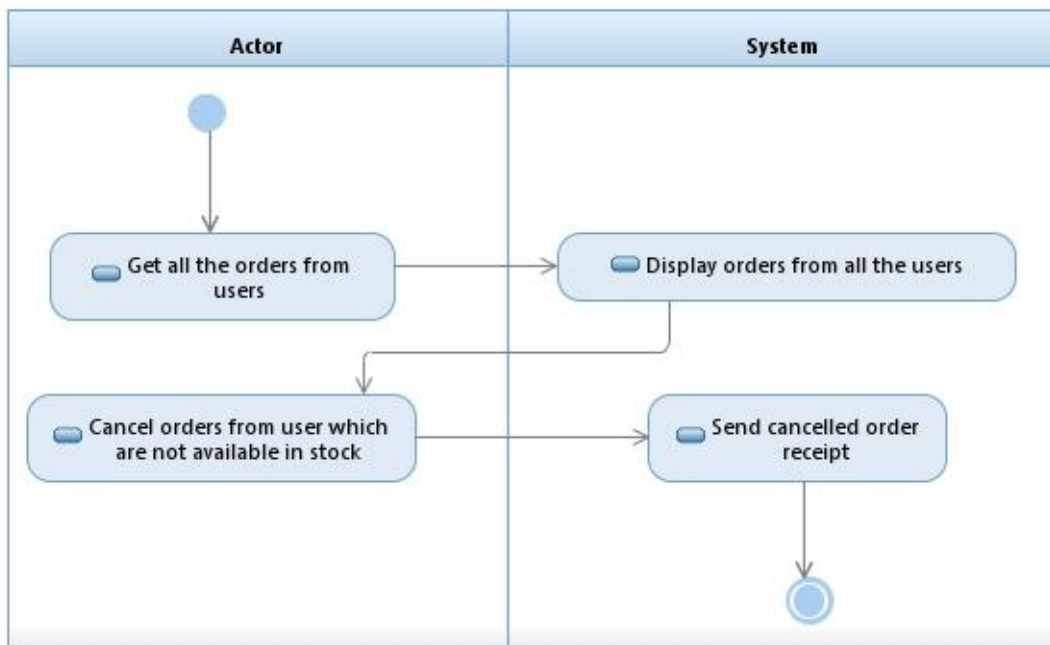 Actor
System
Get all the orders from
users
Display orders from all the users
Cancel orders from user which
are not available in stock
Send cancelled order
receipt